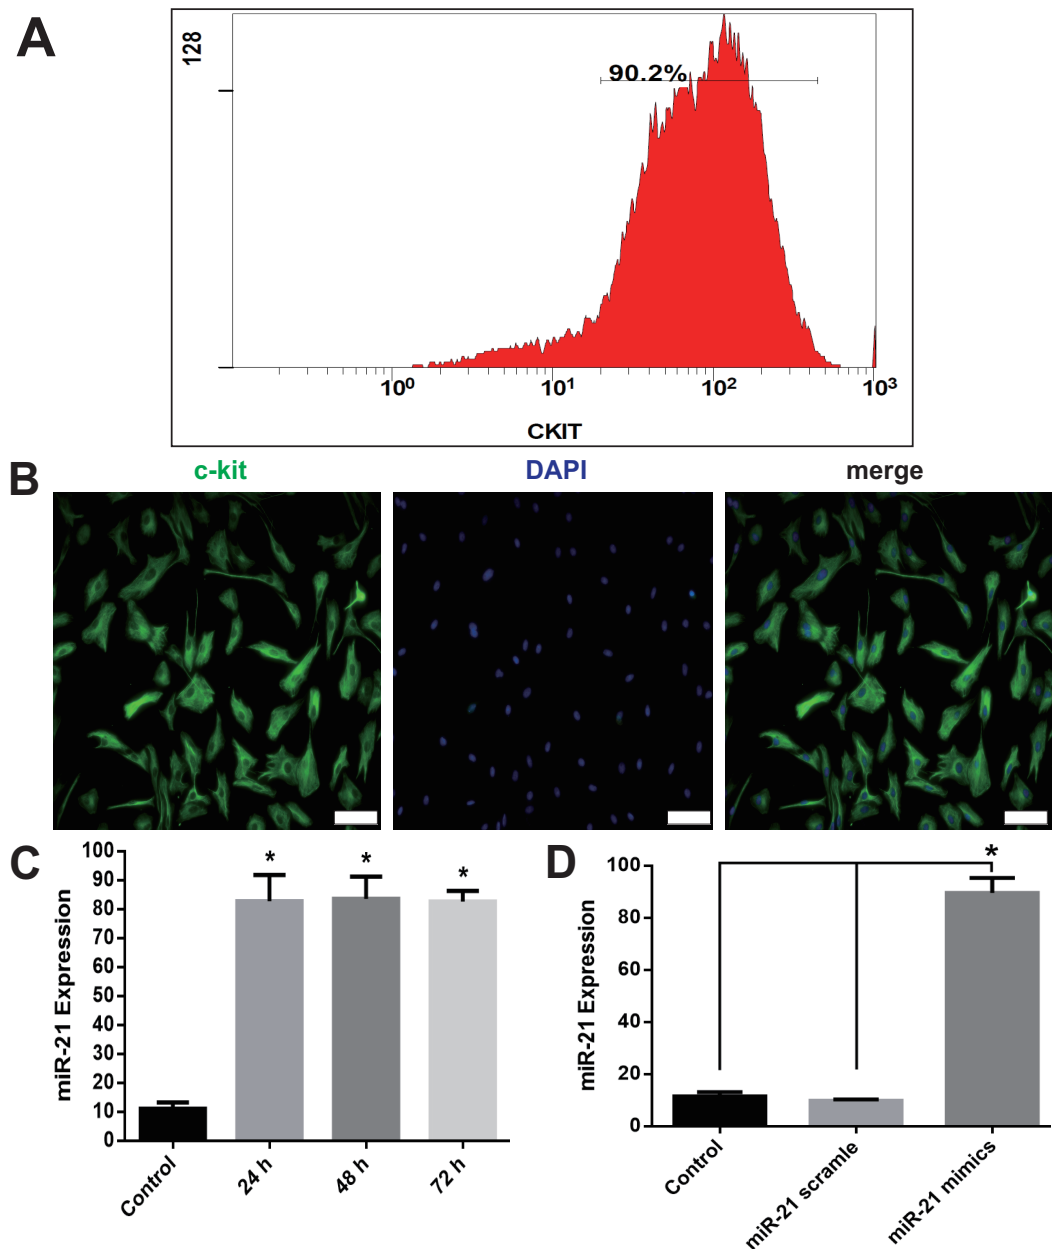 A
128
90.2%
10⁰ 10¹ 10² 10³
CKIT
B
c-kit DAPI merge
C
miR-21 Expression
100
90
80
70
60
50
40
30
20
10
0
* * *
Control 24 h 48 h 72 h
D
miR-21 Expression
100
80
60
40
20
0
*
Control miR-21 scramle miR-21 mimics